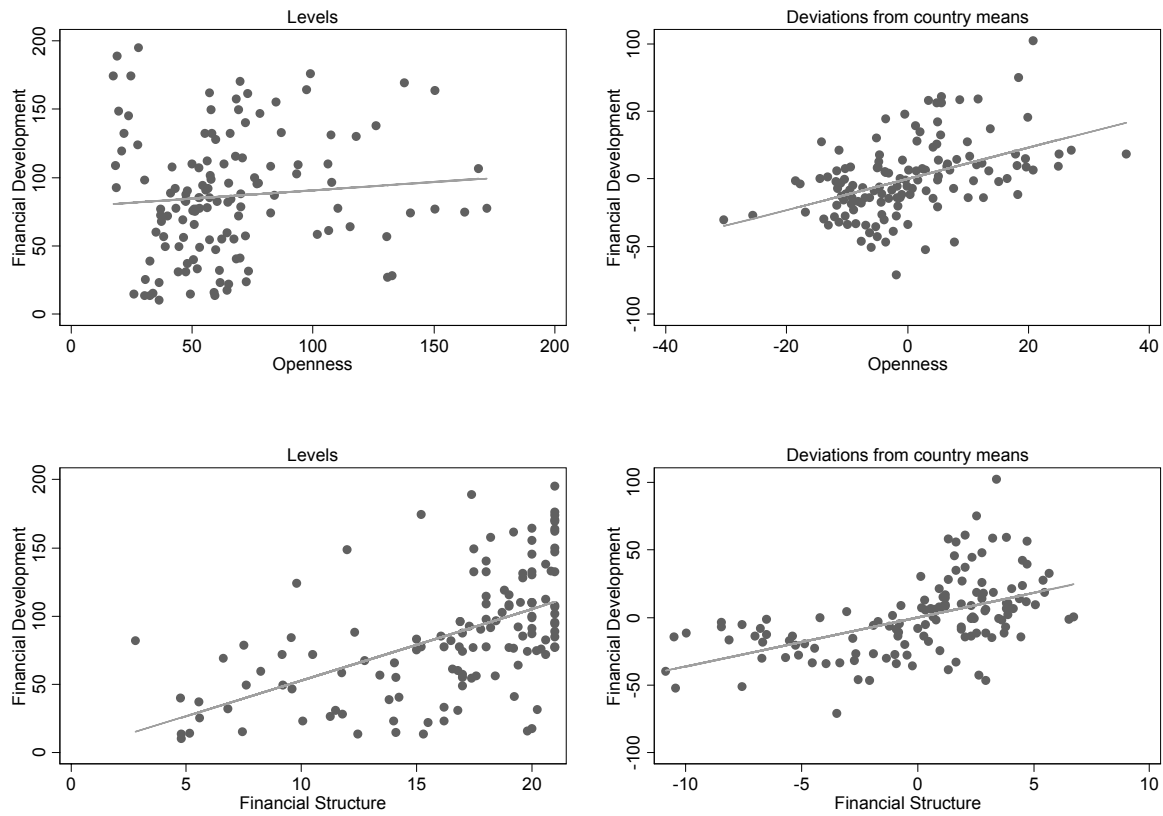 Levels
Financial Development
200
150
100
50
0
0 50 100 150 200
Openness
Deviations from country means
Financial Development
100
50
0
-50
-100
-40 -20 0 20 40
Openness
Levels
Financial Development
200
150
100
50
0
0 5 10 15 20
Financial Structure
Deviations from country means
Financial Development
100
50
0
-50
-100
-10 -5 0 5 10
Financial Structure